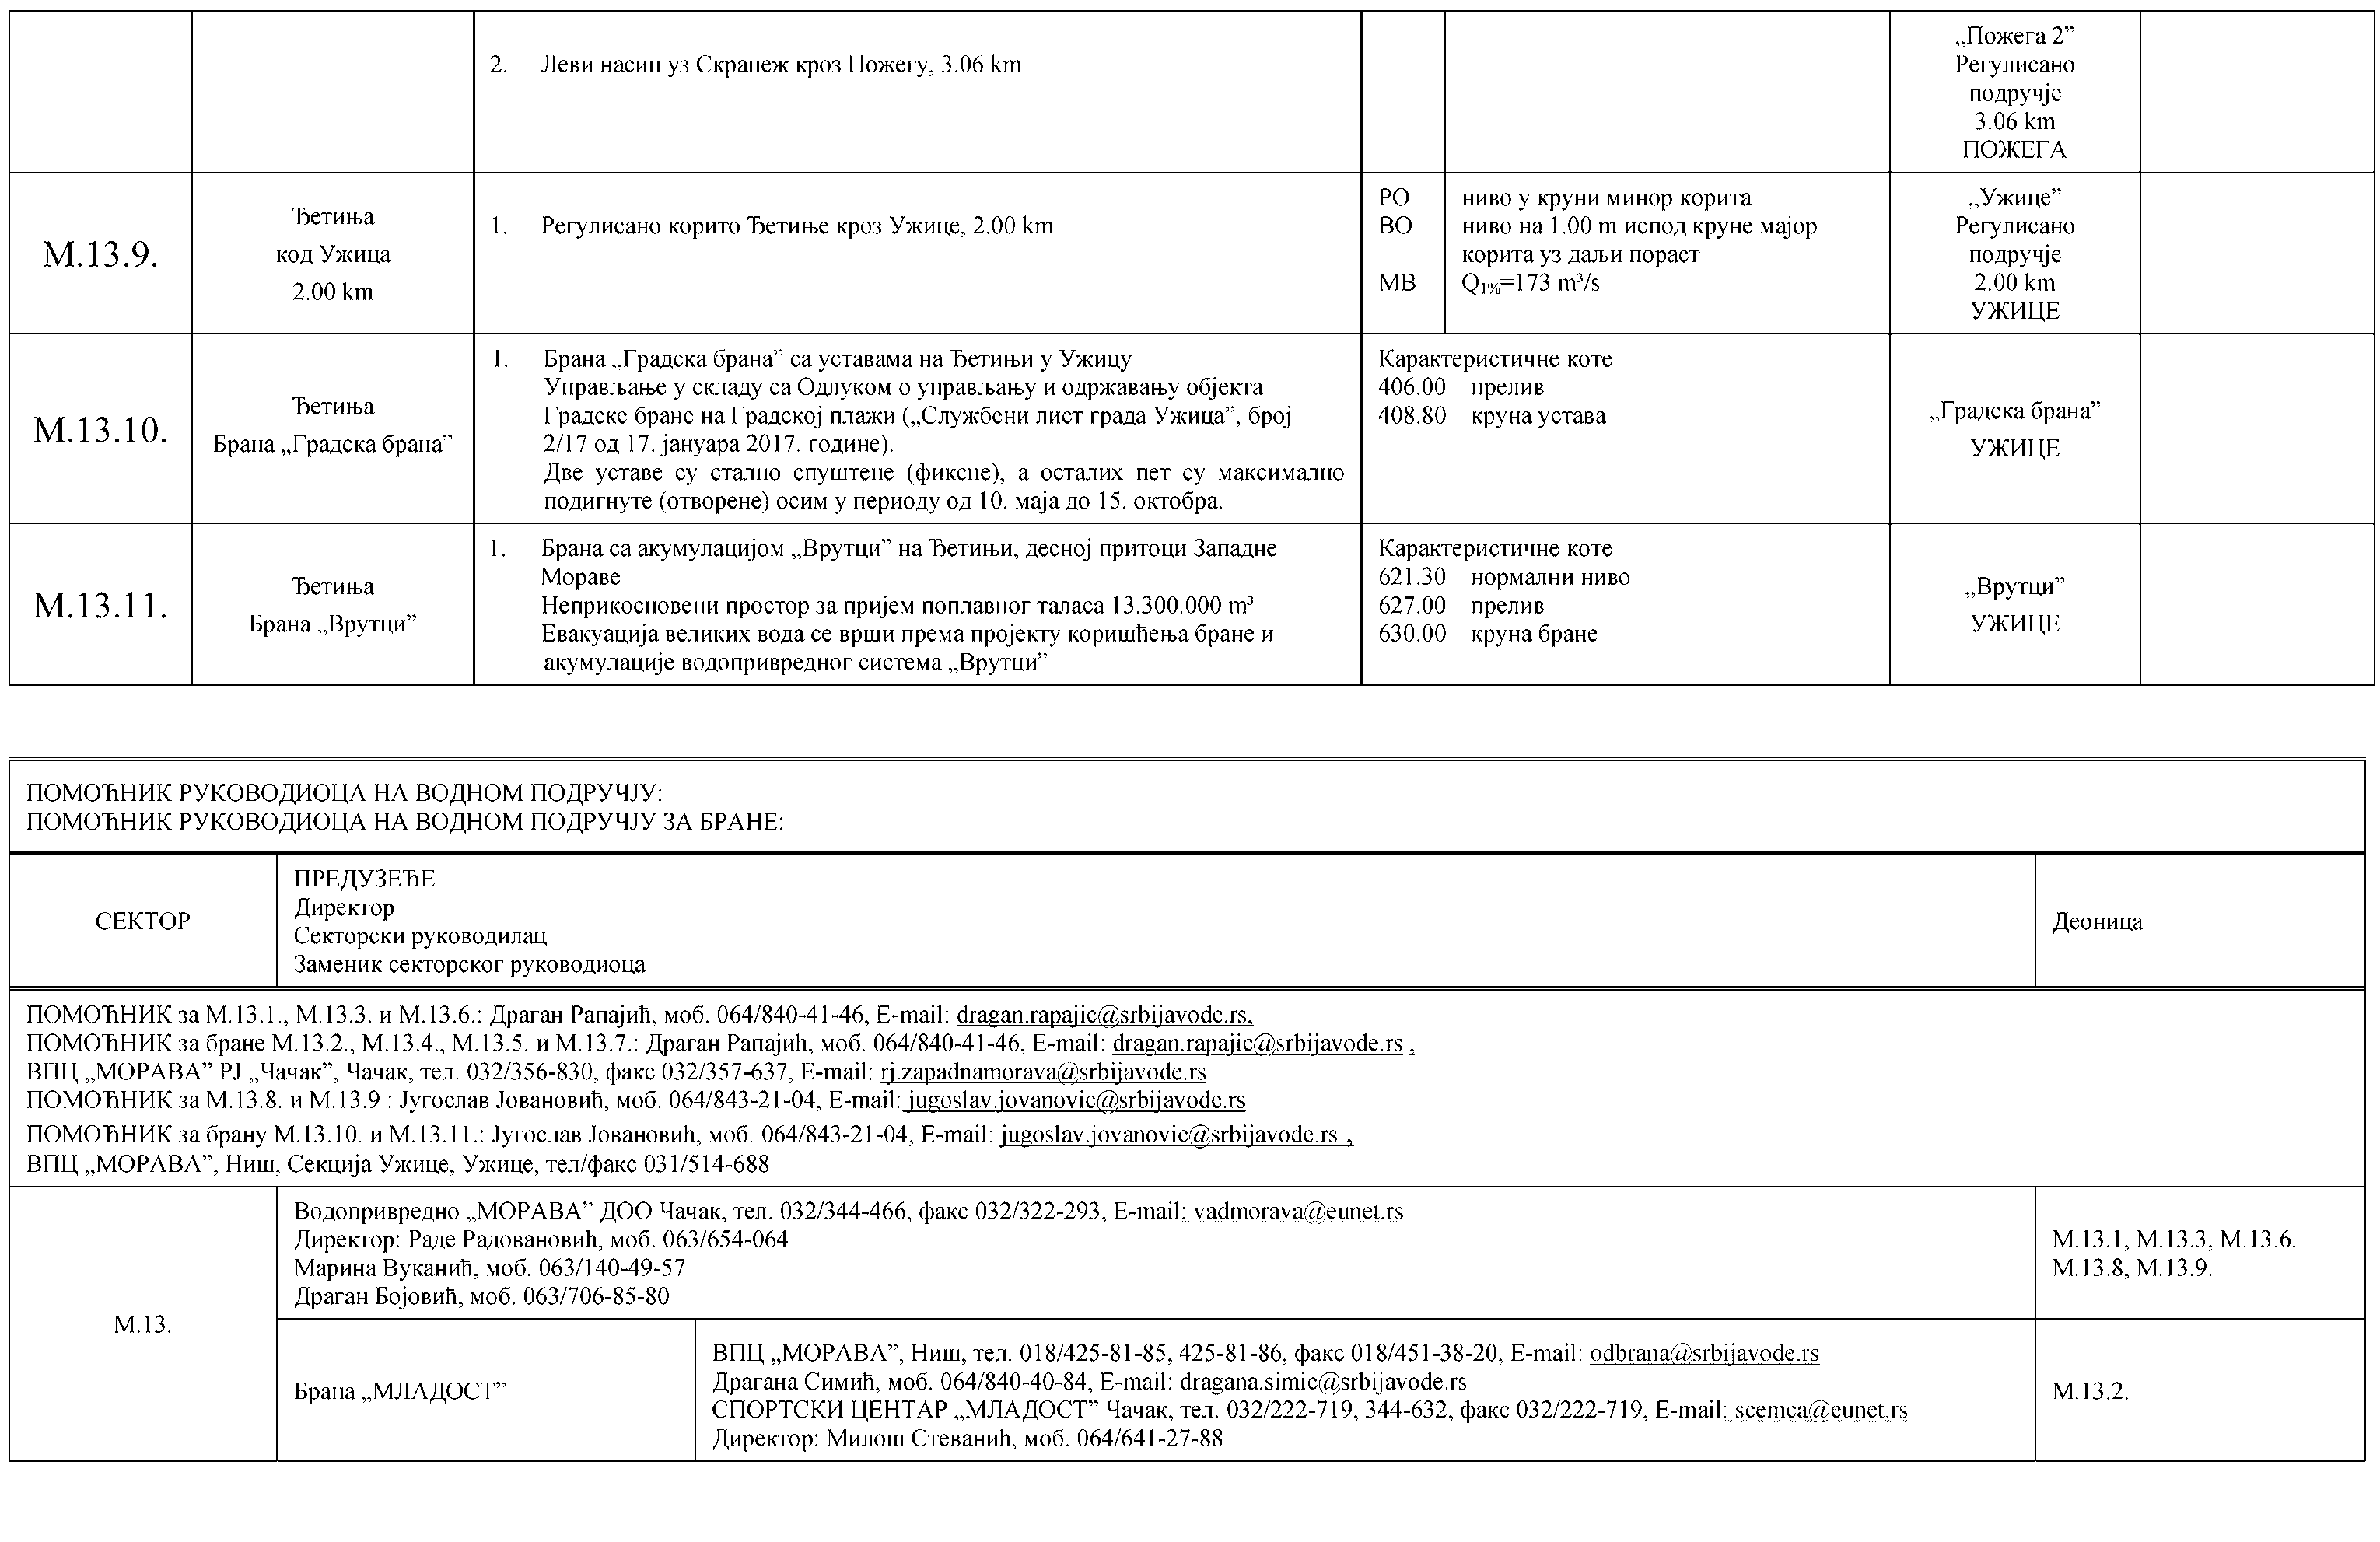 2. Леви насип уз Скрапеж кроз Пожегу, 3.06 km
„Пожега 2”
Регулисано
подручје
3.06 km
ПОЖЕГА
М.13.9.
Ђетиња
код Ужица
2.00 km
1. Регулисано корито Ђетиње кроз Ужице, 2.00 km
РО ниво у круни минор корита
ВО ниво на 1.00 m испод круне мајор
корита уз даљи пораст
МВ Q1%=173 m³/s
„Ужице”
Регулисано
подручје
2.00 km
УЖИЦЕ
М.13.10.
Ђетиња
Брана „Градска брана”
1. Брана „Градска брана” са уставама на Ђетињи у Ужицу
Управљање у складу са Одлуком о управљању и одржавању објекта
Градске бране на Градској плажи („Службени лист града Ужица”, број
2/17 од 17. јануара 2017. године).
Две уставе су стално спуштене (фиксне), а осталих пет су максимално
подигнуте (отворене) осим у периоду од 10. маја до 15. октобра.
Карактеристичне коте
406.00 прелив
408.80 круна устава
„Градска брана”
УЖИЦЕ
М.13.11.
Ђетиња
Брана „Врутци”
1. Брана са акумулацијом „Врутци” на Ђетињи, десној притоци Западне
Мораве
Неприкосновени простор за пријем поплавног таласа 13.300.000 m³
Евакуација великих вода се врши према пројекту коришћења бране и
акумулације водопривредног система „Врутци”
Карактеристичне коте
621.30 нормални ниво
627.00 прелив
630.00 круна бране
„Врутци”
УЖИЦЕ
ПОМОЋНИК РУКОВОДИОЦА НА ВОДНОМ ПОДРУЧЈУ:
ПОМОЋНИК РУКОВОДИОЦА НА ВОДНОМ ПОДРУЧЈУ ЗА БРАНЕ:
СЕКТОР
ПРЕДУЗЕЋЕ
Директор
Секторски руководилац
Заменик секторског руководиоца
Деоница
ПОМОЋНИК за М.13.1., М.13.3. и М.13.6.: Драган Рапајић, моб. 064/840-41-46, E-mail: dragan.rapajic@srbijavode.rs,
ПОМОЋНИК за бране М.13.2., М.13.4., М.13.5. и М.13.7.: Драган Рапајић, моб. 064/840-41-46, E-mail: dragan.rapajic@srbijavode.rs ,
ВПЦ „МОРАВА” РЈ „Чачак”, Чачак, тел. 032/356-830, факс 032/357-637, E-mail: rj.zapadnamorava@srbijavode.rs
ПОМОЋНИК за М.13.8. и М.13.9.: Југослав Јовановић, моб. 064/843-21-04, E-mail: jugoslav.jovanovic@srbijavode.rs
ПОМОЋНИК за брану М.13.10. и М.13.11.: Југослав Јовановић, моб. 064/843-21-04, E-mail: jugoslav.jovanovic@srbijavode.rs ,
ВПЦ „МОРАВА”, Ниш, Секција Ужице, Ужице, тел/факс 031/514-688
М.13.
Водопривредно „МОРАВА” ДОО Чачак, тел. 032/344-466, факс 032/322-293, E-mail: vadmorava@eunet.rs
Директор: Раде Радовановић, моб. 063/654-064
Марина Вуканић, моб. 063/140-49-57
Драган Бојовић, моб. 063/706-85-80
М.13.1, М.13.3, М.13.6.
М.13.8, М.13.9.
Брана „МЛАДОСТ”
ВПЦ „МОРАВА”, Ниш, тел. 018/425-81-85, 425-81-86, факс 018/451-38-20, E-mail: odbrana@srbijavode.rs
Драгана Симић, моб. 064/840-40-84, E-mail: dragana.simic@srbijavode.rs
СПОРТСКИ ЦЕНТАР „МЛАДОСТ” Чачак, тел. 032/222-719, 344-632, факс 032/222-719, E-mail: scemca@eunet.rs
Директор: Милош Стеванић, моб. 064/641-27-88
М.13.2.